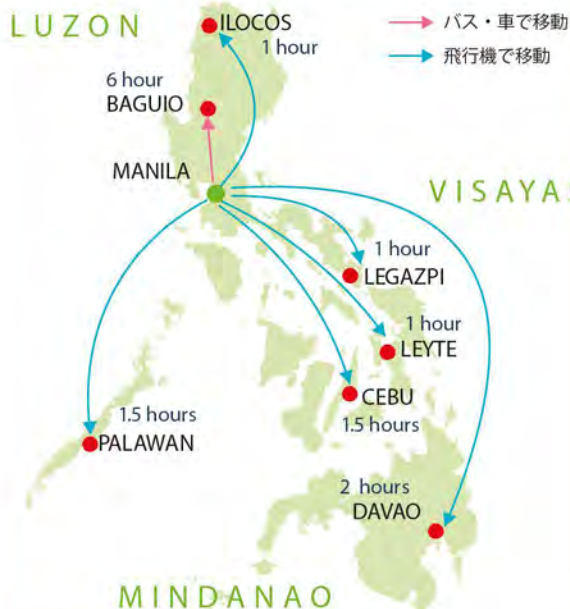 LUZON
ILOCOS
1 hour
バス・車で移動
飛行機で移動
6 hour
BAGUIO
MANILA
VISAYA
1 hour
LEGAZPI
1 hour
LEYTE
CEBU
1.5 hours
1.5 hours
PALAWAN
2 hours
DAVAO
MINDANAO